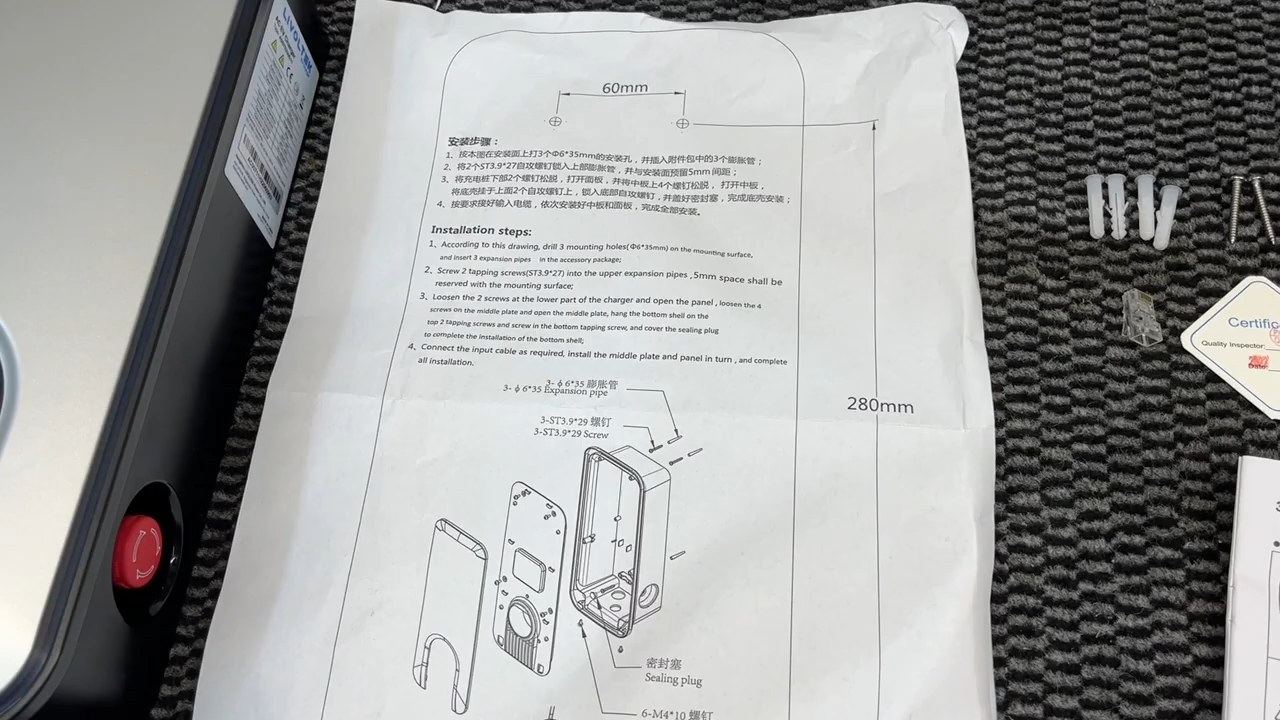 LIVOLTEK
60mm
安装步骤：
1、按本图在安装面上打3个Φ6*35mm的安装孔，并插入附件包中的3个膨胀管；
2、将2个ST3.9*27自攻螺钉锁入上部膨胀管，并与安装面预留5mm 间距；
3、将充电桩下部2个螺钉松脱，打开面板，并将中板上4个螺钉松脱，打开中板，
将底壳挂于上面2个自攻螺钉上，锁入底部自攻螺钉，并盖好密封塞，完成底壳安装；
4、按要求接好输入电缆，依次安装好中板和面板，完成全部安装。
Installation steps:
1、According to this drawing, drill 3 mounting holes(Φ6*35mm) on the mounting surface,
and insert 3 expansion pipes in the accessory package;
2、Screw 2 tapping screws(ST3.9*27) into the upper expansion pipes ,5mm space shall be
reserved with the mounting surface;
3、Loosen the 2 screws at the lower part of the charger and open the panel , loosen the 4
screws on the middle plate and open the middle plate, hang the bottom shell on the
top 2 tapping screws and screw in the bottom tapping screw, and cover the sealing plug
to complete the installation of the bottom shell;
4、Connect the input cable as required, install the middle plate and panel in turn , and complete
all installation.
3- ϕ 6*35 膨胀管
3- ϕ 6*35 Expansion pipe
3-ST3.9*29 螺钉
3-ST3.9*29 Screw
280mm
密封塞
Sealing plug
6-M4*10 螺钉
Certific
Quality Inspector: